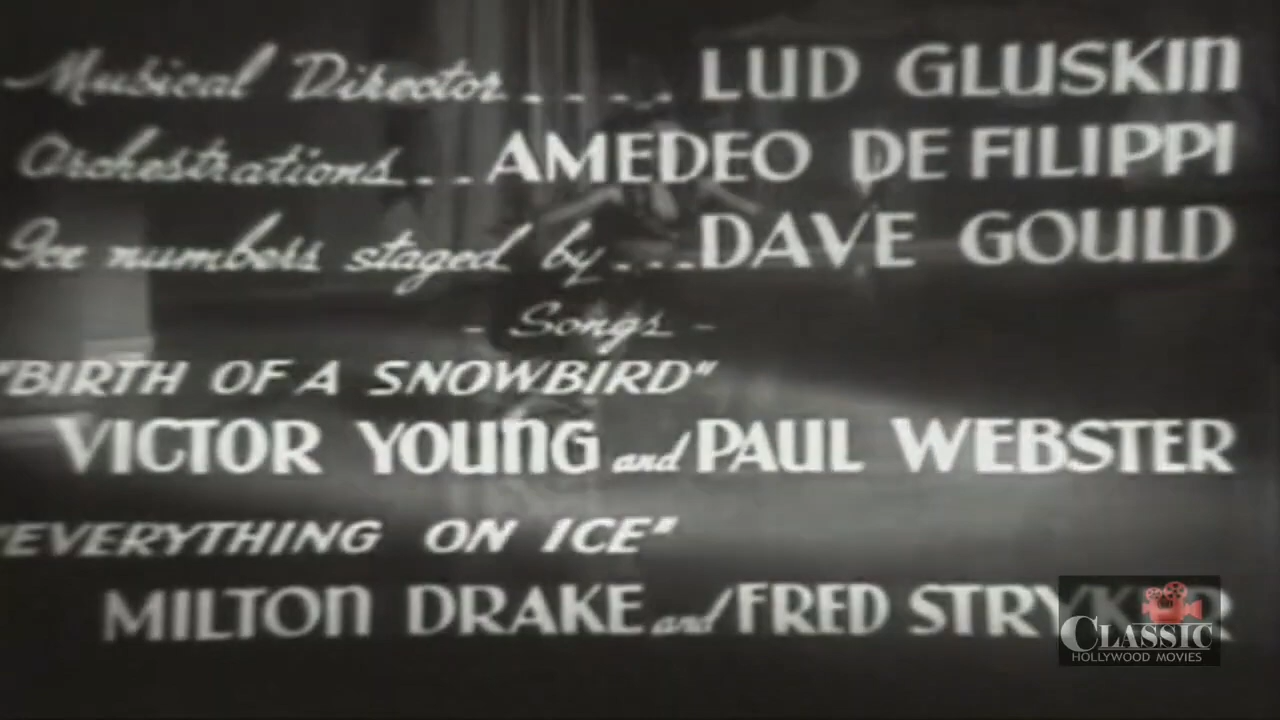 Musical Director.....LUD GLUSKIN
Orchestrations...AMEDEO DE FILIPPI
Ice numbers staged by...DAVE GOULD
- Songs -
"BIRTH OF A SNOWBIRD"
VICTOR YOUNG and PAUL WEBSTER
"EVERYTHING ON ICE"
MILTON DRAKE and FRED STRYKER
CLASSIC
HOLLYWOOD MOVIES